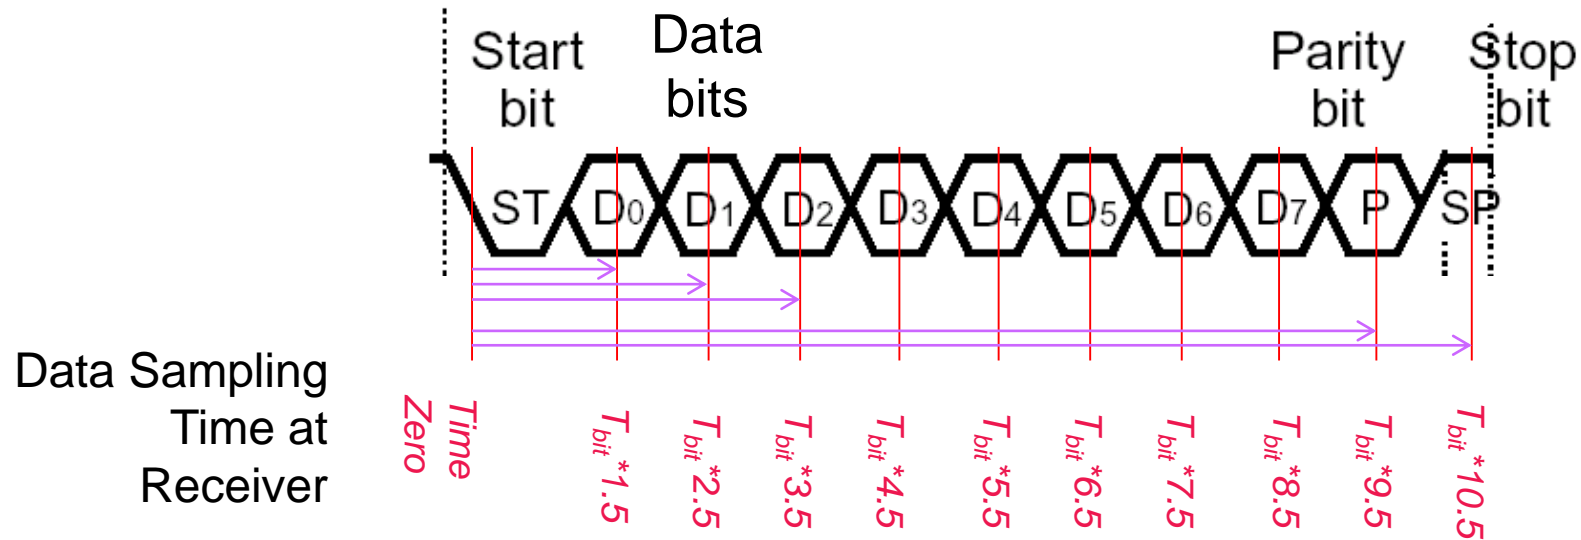 Start
bit
Data
bits
Parity
bit
Stop
bit
ST D0 D1 D2 D3 D4 D5 D6 D7 P SP
Data Sampling
Time at
Receiver
Time
Zero
Tbit *1.5
Tbit *2.5
Tbit *3.5
Tbit *4.5
Tbit *5.5
Tbit *6.5
Tbit *7.5
Tbit *8.5
Tbit *9.5
Tbit *10.5